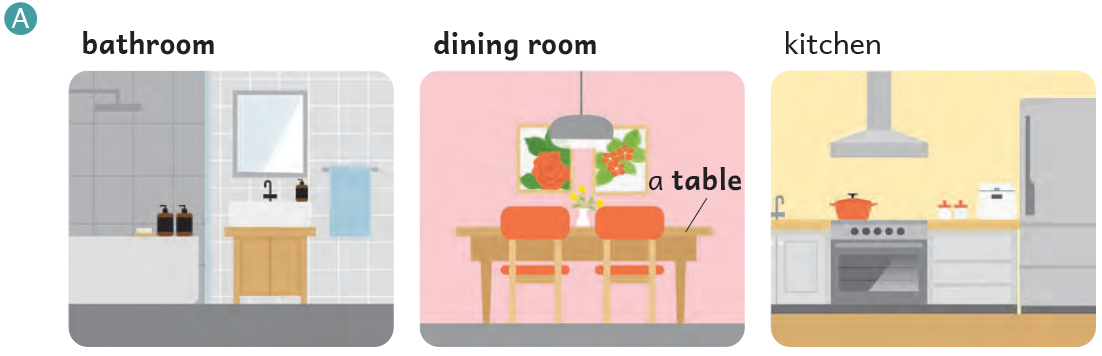 A
bathroom
dining room
kitchen
a table